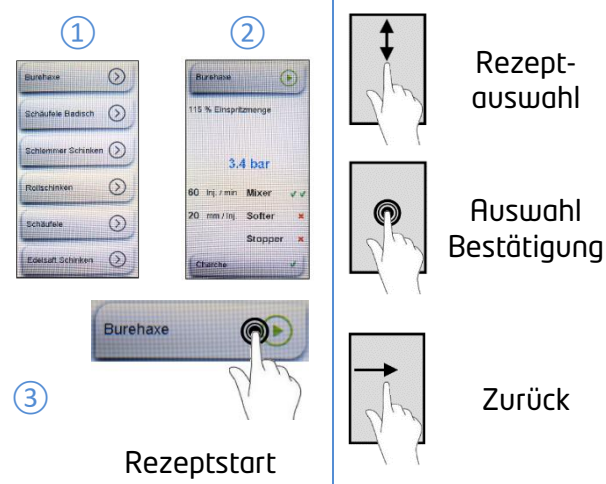 1
2
Burehaxe
Schäufele Badisch
Schlemmer Schinken
Rollschinken
Schäufele
Edelsaft Schinken
Burehaxe
115 % Einspritzmenge
3.4 bar
60 Inj. / min Mixer ✓ ✓
20 mm / Inj. Softer ×
Stopper ×
Charche ✓
Burehaxe
3
Rezeptstart
Rezept-
auswahl
Auswahl
Bestätigung
Zurück